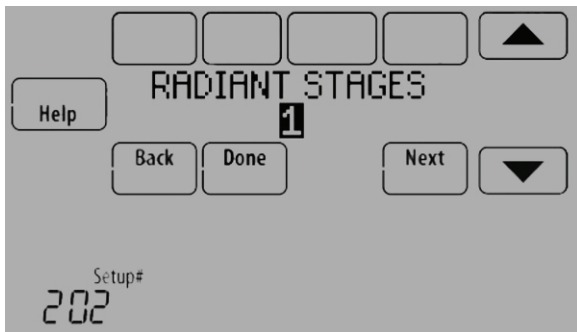 RADIANT STAGES
Help
1
Back Done Next
Setup#
202